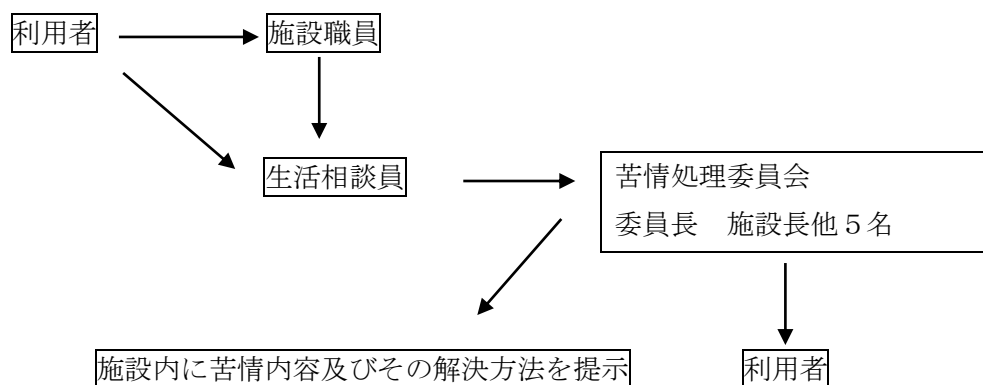 利用者
施設職員
生活相談員
苦情処理委員会
委員長　施設長他５名
施設内に苦情内容及びその解決方法を提示
利用者